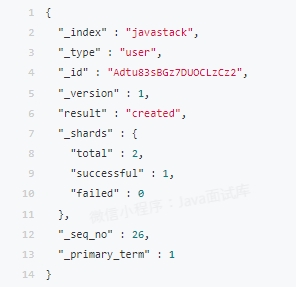 1 {
2 "_index" : "javastack",
3 "_type" : "user",
4 "_id" : "Adtu83sBGz7DUOCLzCz2",
5 "_version" : 1,
6 "result" : "created",
7 "_shards" : {
8 "total" : 2,
9 "successful" : 1,
10 "failed" : 0
11 },
12 "_seq_no" : 26,
13 "_primary_term" : 1
14 }
微信小程序：Java面试库